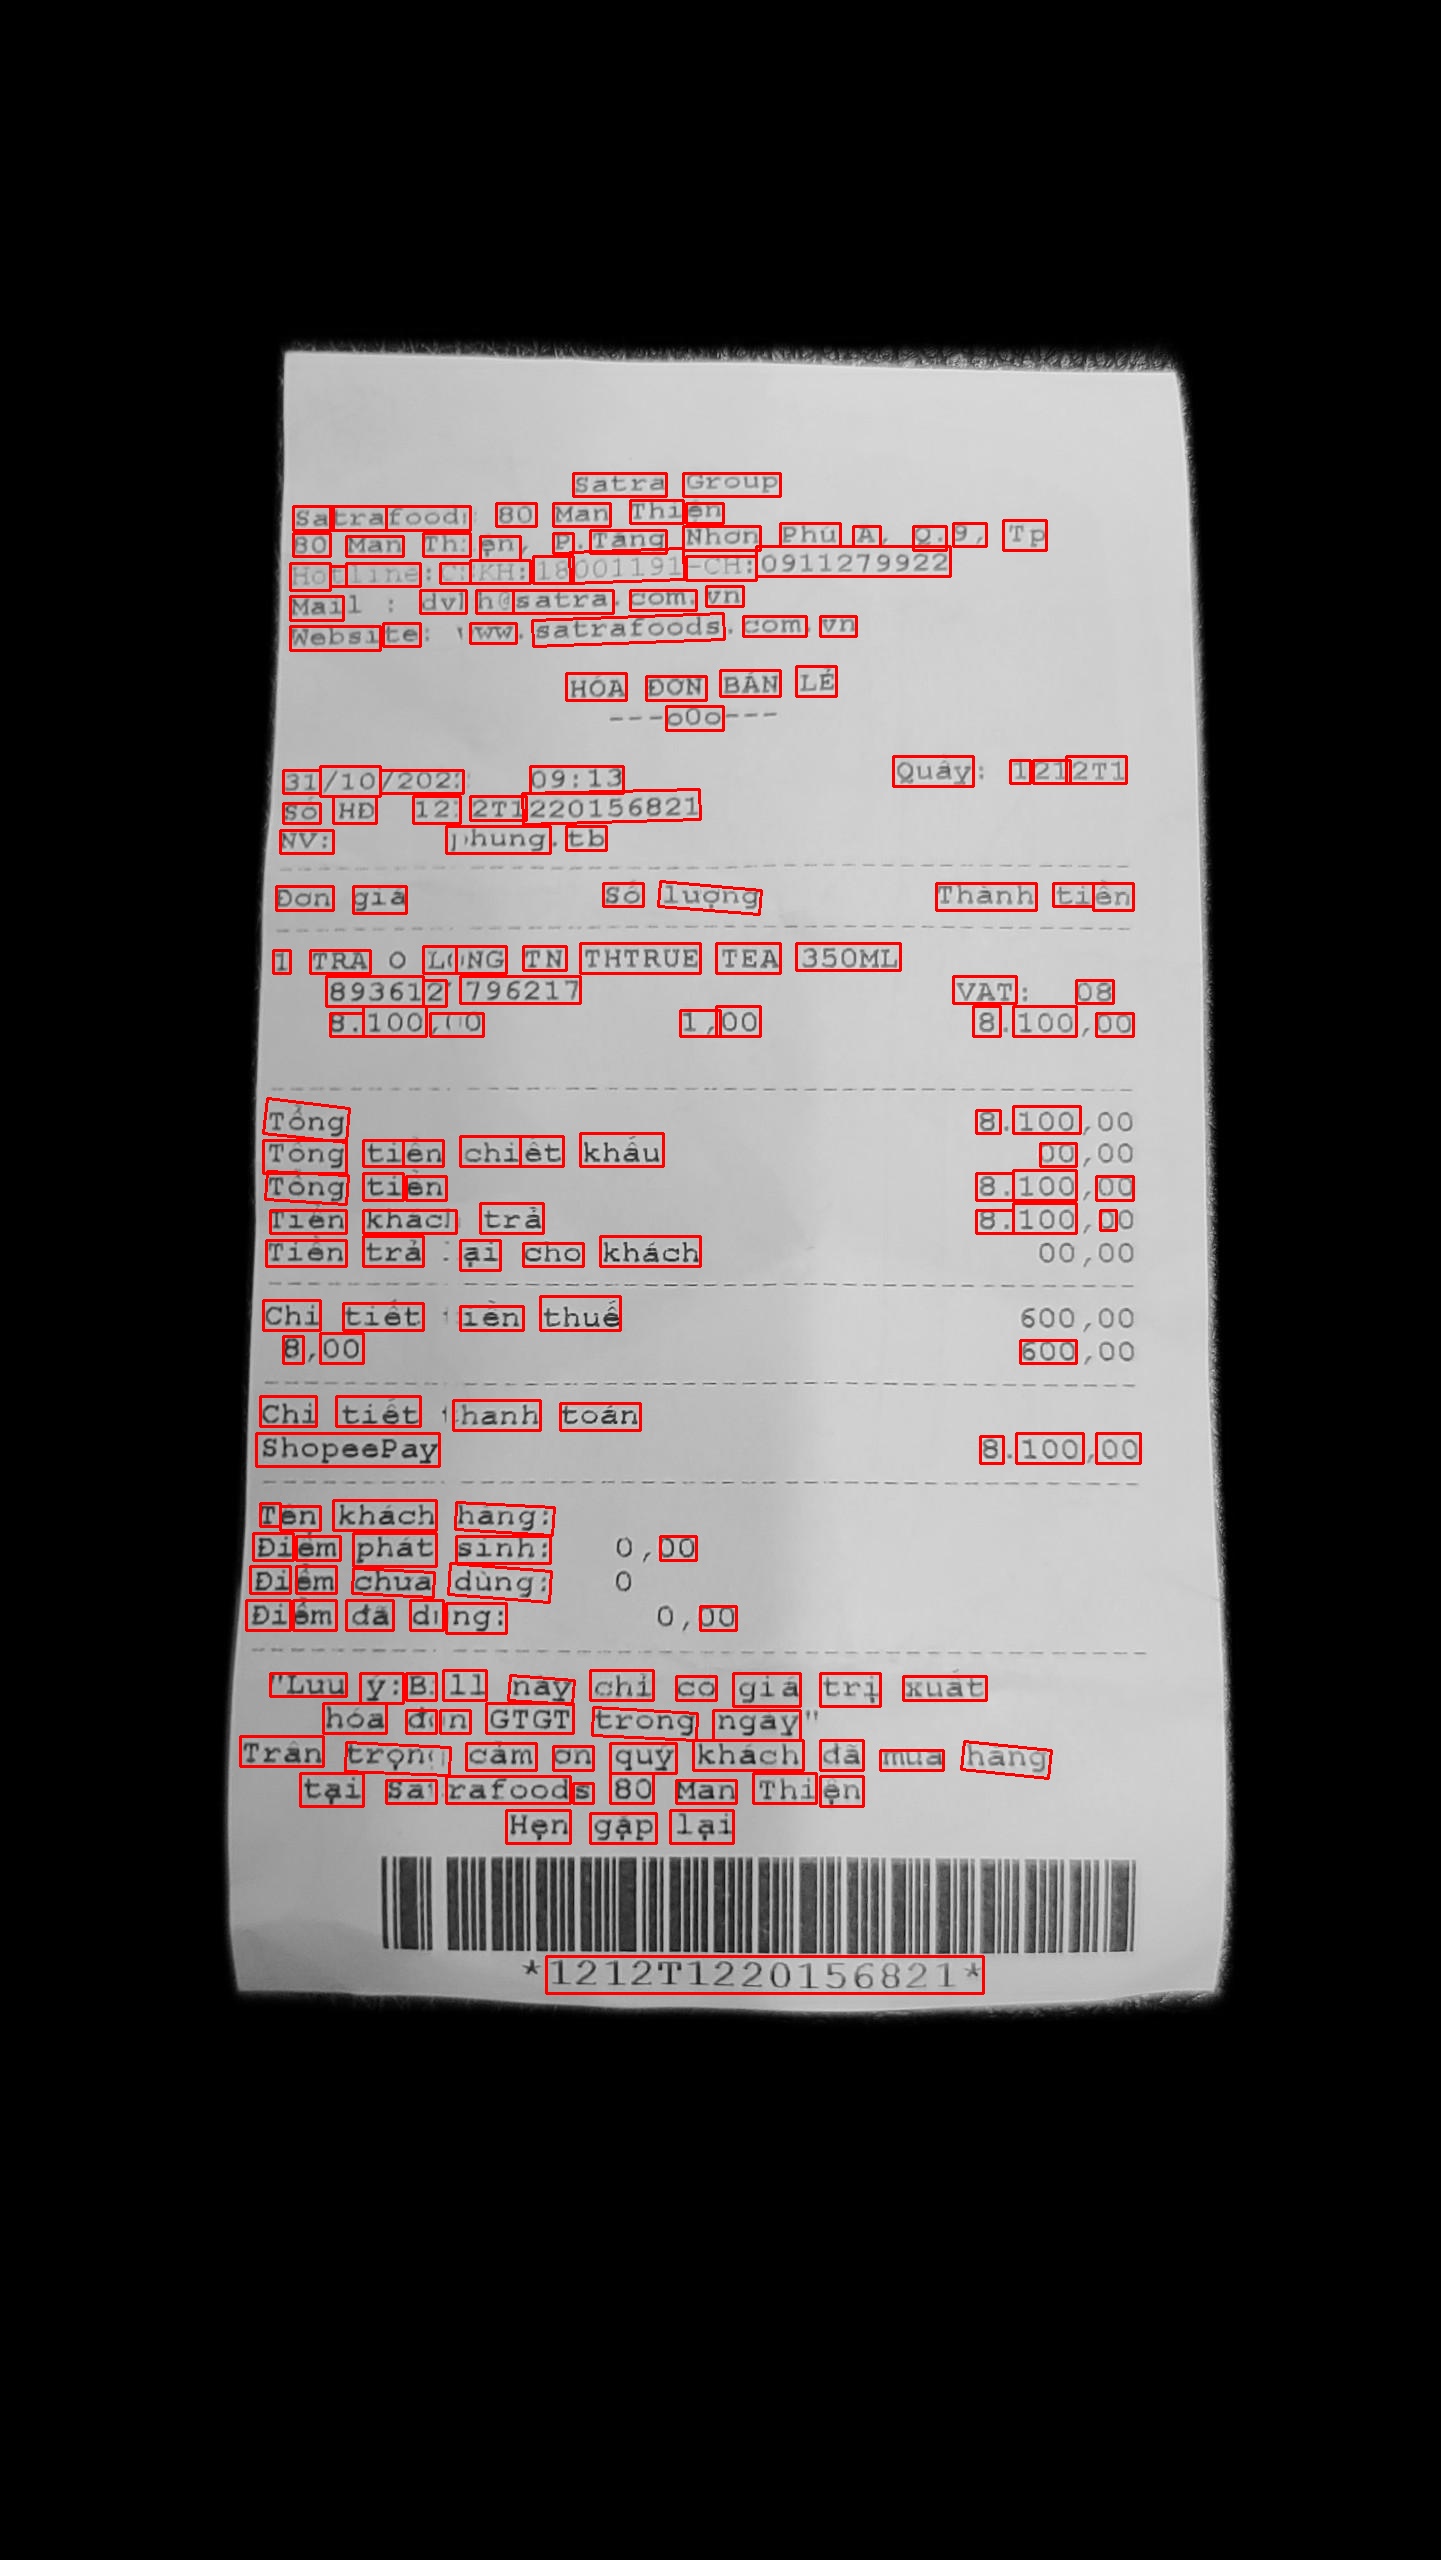 Satra Group
Satrafoods 80 Man Thiện
80 Man Thiện, P.Tăng Nhơn Phú A, Q.9, Tp
Hotline:CSKH:18001191-CH:0911279922
Mail : dvkh@satra.com.vn
Website: www.satrafoods.com.vn
HÓA ĐƠN BÁN LẺ
---oOo---
31/10/202 09:13 Quầy: 1212T1
Số HĐ 1212T1220156821
NV: phung.tb
Đơn giá Số lượng Thành tiền
1 TRA O LONG TN THTRUE TEA 350ML
8936127796217 VAT: 08
8.100,00 1,00 8.100,00
Tổng 8.100,00
Tổng tiền chiết khấu 00,00
Tổng tiền 8.100,00
Tiền khách trả 8.100,00
Tiền trả lại cho khách 00,00
Chi tiết tiền thuế 600,00
8,00 600,00
Chi tiết thanh toán
ShopeePay 8.100,00
Tên khách hàng:
Điểm phát sinh: 0,00
Điểm chưa dùng: 0
Điểm đã dùng: 0,00
"Lưu ý:Bill này chỉ có giá trị xuất
hóa đơn GTGT trong ngày"
Trân trọng cảm ơn quý khách đã mua hàng
tại Satrafoods 80 Man Thiện
Hẹn gặp lại
*1212T1220156821*